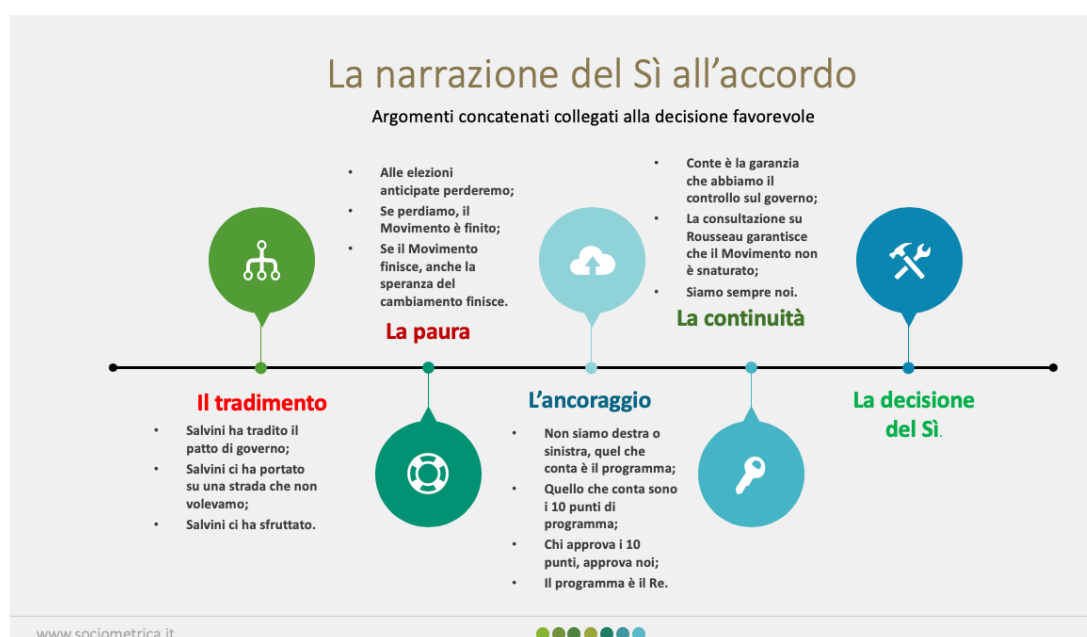 La narrazione del Sì all’accordo
Argomenti concatenati collegati alla decisione favorevole
Il tradimento
• Salvini ha tradito il
patto di governo;
• Salvini ci ha portato
su una strada che non
volevamo;
• Salvini ci ha sfruttato.
• Alle elezioni
anticipate perderemo;
• Se perdiamo, il
Movimento è finito;
• Se il Movimento
finisce, anche la
speranza del
cambiamento finisce.
La paura
L’ancoraggio
• Non siamo destra o
sinistra, quel che
conta è il programma;
• Quello che conta sono
i 10 punti di
programma;
• Chi approva i 10
punti, approva noi;
• Il programma è il Re.
• Conte è la garanzia
che abbiamo il
controllo sul governo;
• La consultazione su
Rousseau garantisce
che il Movimento non
è snaturato;
• Siamo sempre noi.
La continuità
La decisione
del Sì.
www.sociometrica.it